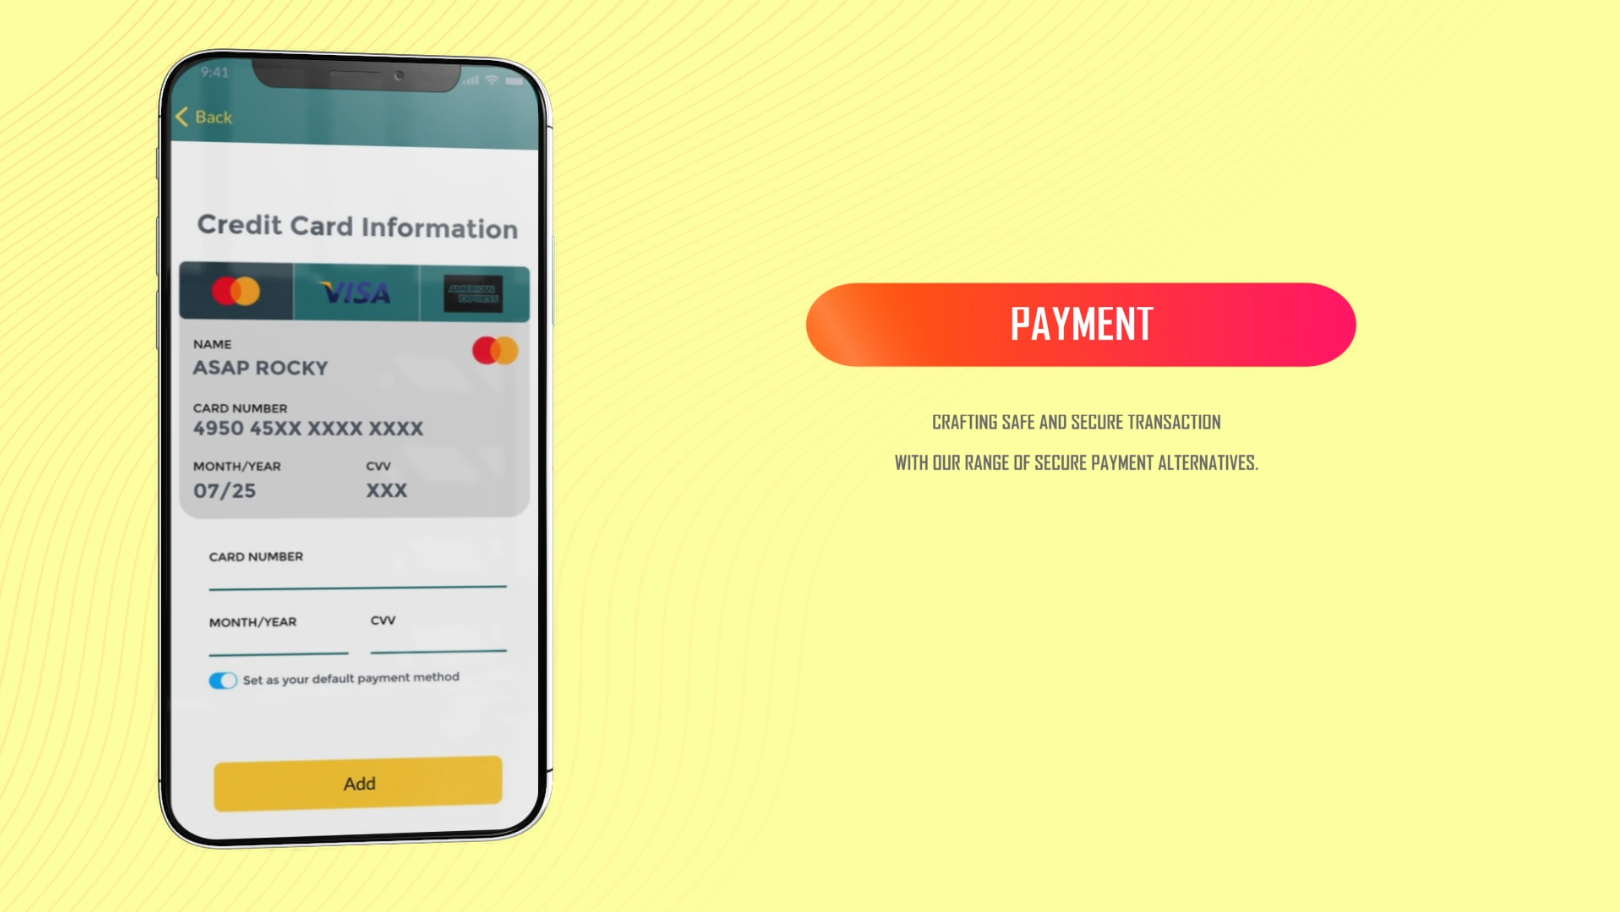 9:41
Back
Credit Card Information
VISA
AMERICAN
EXPRESS
NAME
ASAP ROCKY
CARD NUMBER
4950 45XX XXXX XXXX
MONTH/YEAR CVV
07/25 XXX
CARD NUMBER
MONTH/YEAR CVV
Set as your default payment method
Add
PAYMENT
CRAFTING SAFE AND SECURE TRANSACTION
WITH OUR RANGE OF SECURE PAYMENT ALTERNATIVES.